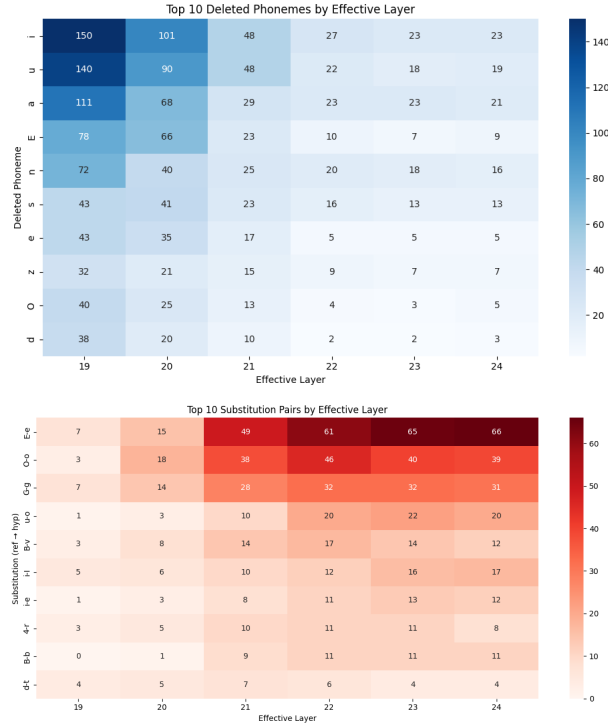 Top 10 Deleted Phonemes by Effective Layer
i 150 101 48 27 23 23
u 140 90 48 22 18 19
a 111 68 29 23 23 21
E 78 66 23 10 7 9
n 72 40 25 20 18 16
s 43 41 23 16 13 13
e 43 35 17 5 5 5
z 32 21 15 9 7 7
O 40 25 13 4 3 5
d 38 20 10 2 2 3
19 20 21 22 23 24
Effective Layer
Deleted Phoneme
140
120
100
80
60
40
20
Top 10 Substitution Pairs by Effective Layer
E-e 7 15 49 61 65 66
O-o 3 18 38 46 40 39
G-g 7 14 28 32 32 31
u-o 1 3 10 20 22 20
B-v 3 8 14 17 14 12
5 6 10 12 16 17
i-e 1 3 8 11 13 12
4-r 3 5 10 11 11 8
B-b 0 1 9 11 11 11
d-t 4 5 7 6 4 4
19 20 21 22 23 24
Effective Layer
Substitution (ref → hyp)
60
50
40
30
20
10
0